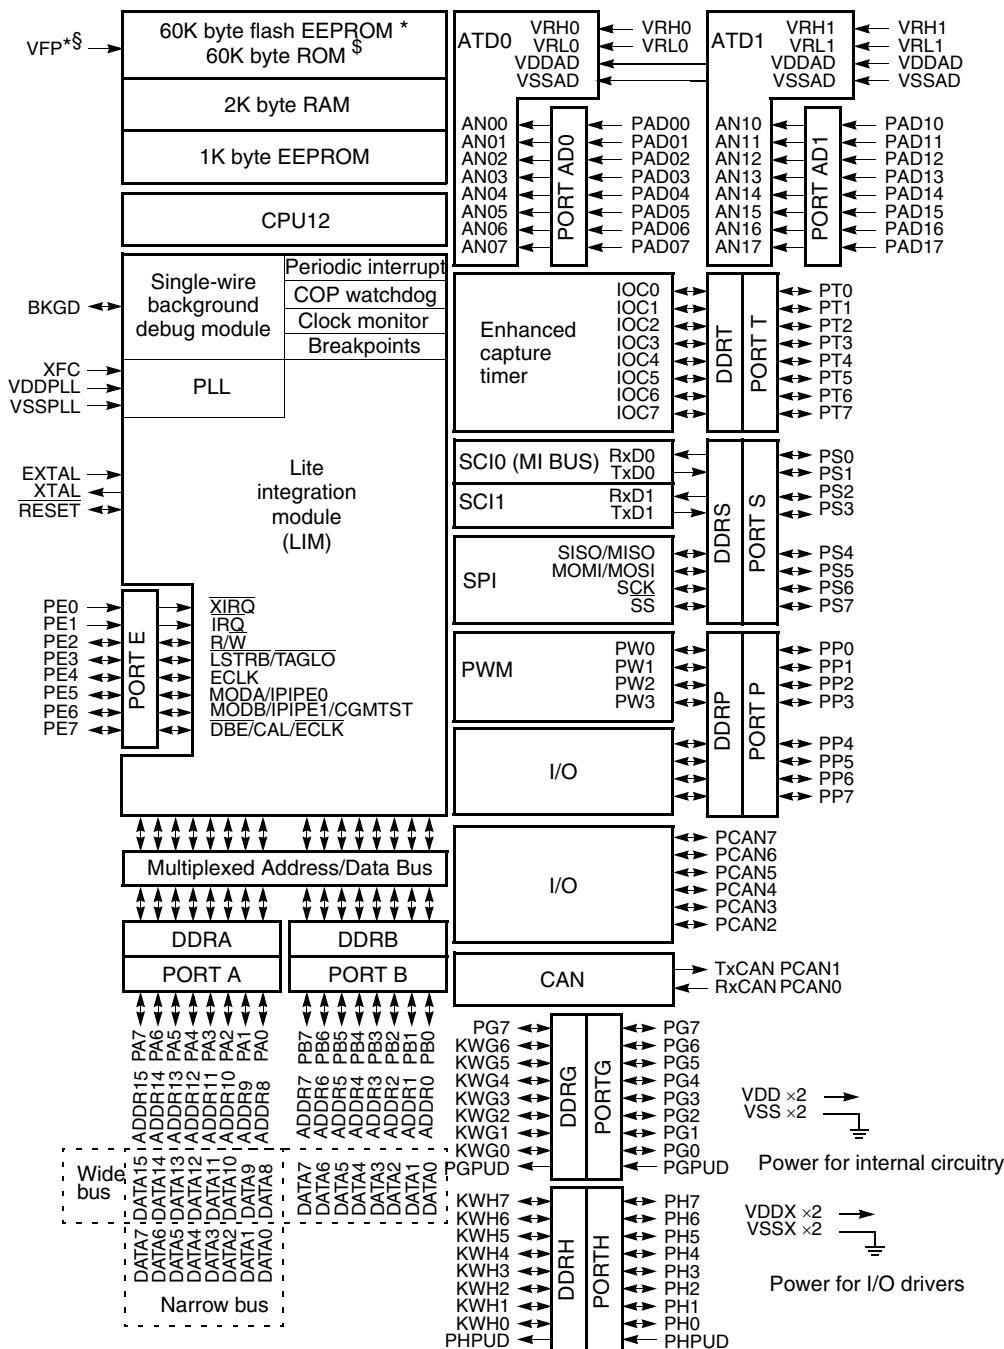 VFP*§
60K byte flash EEPROM *
60K byte ROM $
2K byte RAM
1K byte EEPROM
CPU12
BKGD
Single-wire
background
debug module
Periodic interrupt
COP watchdog
Clock monitor
Breakpoints
XFC
VDDPLL
VSSPLL
PLL
EXTAL
XTAL
RESET
Lite
integration
module
(LIM)
PE0
PE1
PE2
PE3
PE4
PE5
PE6
PE7
PORT E
XIRQ
IRQ
R/W
LSTRB/TAGLO
ECLK
MODA/IPIPE0
MODB/IPIPE1/CGMTST
DBE/CAL/ECLK
Multiplexed Address/Data Bus
DDRA
DDRB
PORT A
PORT B
PA7
PA6
PA5
PA4
PA3
PA2
PA1
PA0
PB7
PB6
PB5
PB4
PB3
PB2
PB1
PB0
ADDR15
ADDR14
ADDR13
ADDR12
ADDR11
ADDR10
ADDR9
ADDR8
ADDR7
ADDR6
ADDR5
ADDR4
ADDR3
ADDR2
ADDR1
ADDR0
Wide
bus
DATA15
DATA14
DATA13
DATA12
DATA11
DATA10
DATA9
DATA8
DATA7
DATA6
DATA5
DATA4
DATA3
DATA2
DATA1
DATA0
DATA7
DATA6
DATA5
DATA4
DATA3
DATA2
DATA1
DATA0
Narrow bus
ATD0
VRH0
VRL0
VDDAD
VSSAD
VRH0
VRL0
ATD1
VRH1
VRL1
VDDAD
VSSAD
VRH1
VRL1
VDDAD
VSSAD
AN00
AN01
AN02
AN03
AN04
AN05
AN06
AN07
PORT AD0
PAD00
PAD01
PAD02
PAD03
PAD04
PAD05
PAD06
PAD07
AN10
AN11
AN12
AN13
AN14
AN15
AN16
AN17
PORT AD1
PAD10
PAD11
PAD12
PAD13
PAD14
PAD15
PAD16
PAD17
Enhanced
capture
timer
IOC0
IOC1
IOC2
IOC3
IOC4
IOC5
IOC6
IOC7
DDRT
PORT T
PT0
PT1
PT2
PT3
PT4
PT5
PT6
PT7
SCI0 (MI BUS)
RxD0
TxD0
SCI1
RxD1
TxD1
SPI
SISO/MISO
MOMI/MOSI
SCK
SS
DDRS
PORT S
PS0
PS1
PS2
PS3
PS4
PS5
PS6
PS7
PWM
PW0
PW1
PW2
PW3
I/O
DDRP
PORT P
PP0
PP1
PP2
PP3
PP4
PP5
PP6
PP7
I/O
PCAN7
PCAN6
PCAN5
PCAN4
PCAN3
PCAN2
CAN
TxCAN PCAN1
RxCAN PCAN0
PG7
KWG6
KWG5
KWG4
KWG3
KWG2
KWG1
KWG0
PGPUD
DDRG
PORTG
PG7
PG6
PG5
PG4
PG3
PG2
PG1
PG0
PGPUD
KWH7
KWH6
KWH5
KWH4
KWH3
KWH2
KWH1
KWH0
PHPUD
DDRH
PORTH
PH7
PH6
PH5
PH4
PH3
PH2
PH1
PH0
PHPUD
VDD ×2
VSS ×2
Power for internal circuitry
VDDX ×2
VSSX ×2
Power for I/O drivers